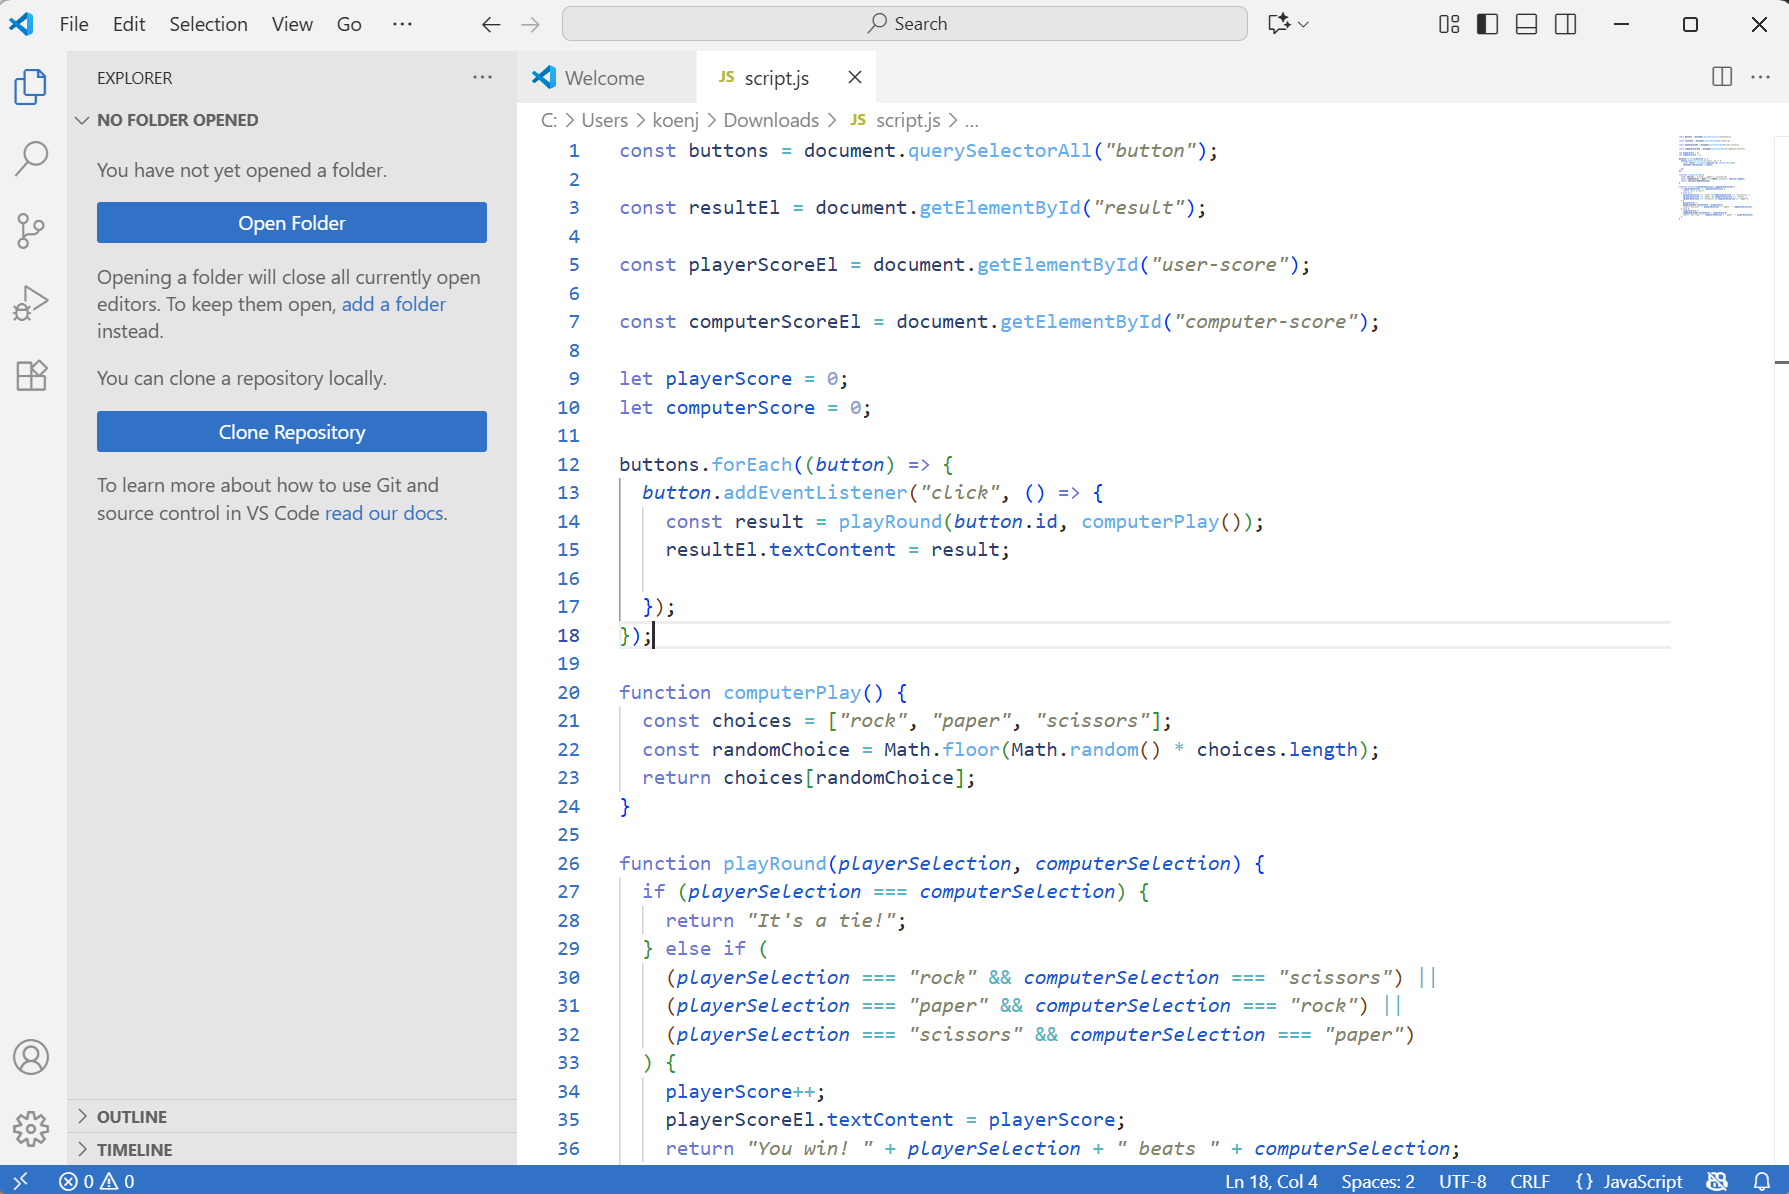 File Edit Selection View Go ···
Search
EXPLORER ···
NO FOLDER OPENED
You have not yet opened a folder.
Open Folder
Opening a folder will close all currently open
editors. To keep them open, add a folder
instead.
You can clone a repository locally.
Clone Repository
To learn more about how to use Git and
source control in VS Code read our docs.
OUTLINE
TIMELINE
Welcome
JS script.js
C: > Users > koenj > Downloads > JS script.js > ...
1 const buttons = document.querySelectorAll("button");
2
3 const resultEl = document.getElementById("result");
4
5 const playerScoreEl = document.getElementById("user-score");
6
7 const computerScoreEl = document.getElementById("computer-score");
8
9 let playerScore = 0;
10 let computerScore = 0;
11
12 buttons.forEach((button) => {
13   button.addEventListener("click", () => {
14     const result = playRound(button.id, computerPlay());
15     resultEl.textContent = result;
16
17   });
18 });
19
20 function computerPlay() {
21   const choices = ["rock", "paper", "scissors"];
22   const randomChoice = Math.floor(Math.random() * choices.length);
23   return choices[randomChoice];
24 }
25
26 function playRound(playerSelection, computerSelection) {
27   if (playerSelection === computerSelection) {
28     return "It's a tie!";
29   } else if (
30     (playerSelection === "rock" && computerSelection === "scissors") ||
31     (playerSelection === "paper" && computerSelection === "rock") ||
32     (playerSelection === "scissors" && computerSelection === "paper")
33   ) {
34     playerScore++;
35     playerScoreEl.textContent = playerScore;
36     return "You win! " + playerSelection + " beats " + computerSelection;
0 0
Ln 18, Col 4 Spaces: 2 UTF-8 CRLF {} JavaScript